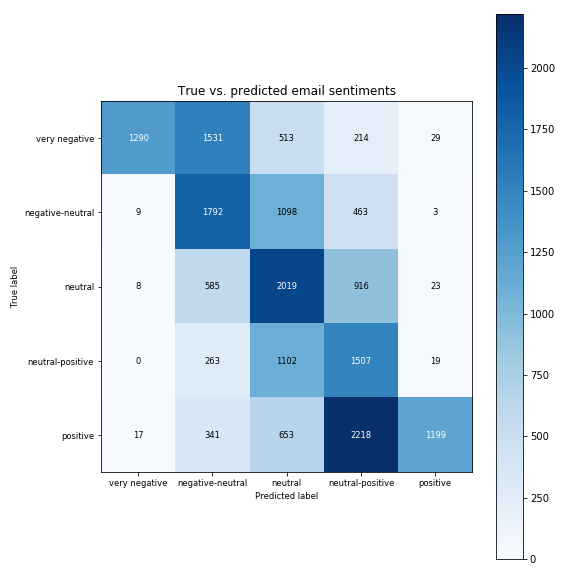 True vs. predicted email sentiments
very negative 1290 1531 513 214 29
negative-neutral 9 1792 1098 463 3
neutral 8 585 2019 916 23
neutral-positive 0 263 1102 1507 19
positive 17 341 653 2218 1199
True label
very negative negative-neutral neutral neutral-positive positive
Predicted label
2000
1750
1500
1250
1000
750
500
250
0